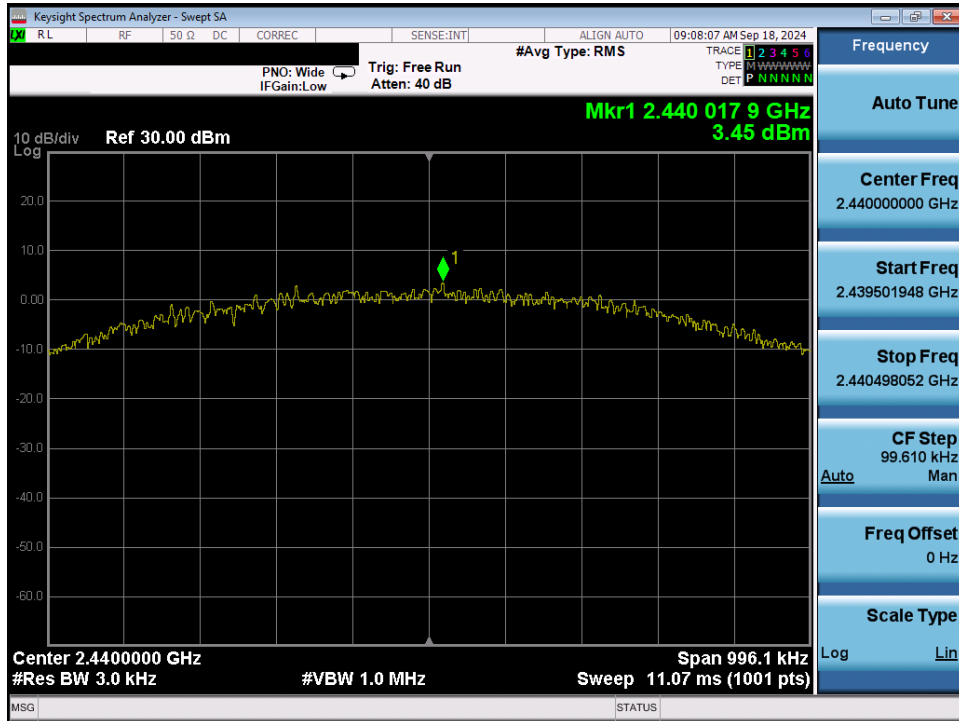 Keysight Spectrum Analyzer - Swept SA
LXI RL RF 50 Ω DC CORREC SENSE:INT ALIGN AUTO 09:08:07 AM Sep 18, 2024
PNO: Wide
IFGain:Low
Trig: Free Run
Atten: 40 dB
#Avg Type: RMS
TRACE 1 2 3 4 5 6
TYPE M WWWWW
DET P N N N N N
Mkr1 2.440 017 9 GHz
3.45 dBm
10 dB/div Ref 30.00 dBm
Log
20.0
10.0
1
0.00
-10.0
-20.0
-30.0
-40.0
-50.0
-60.0
Center 2.4400000 GHz Span 996.1 kHz
#Res BW 3.0 kHz #VBW 1.0 MHz Sweep 11.07 ms (1001 pts)
MSG STATUS
Frequency
Auto Tune
Center Freq
2.440000000 GHz
Start Freq
2.439501948 GHz
Stop Freq
2.440498052 GHz
CF Step
99.610 kHz
Auto Man
Freq Offset
0 Hz
Scale Type
Log Lin